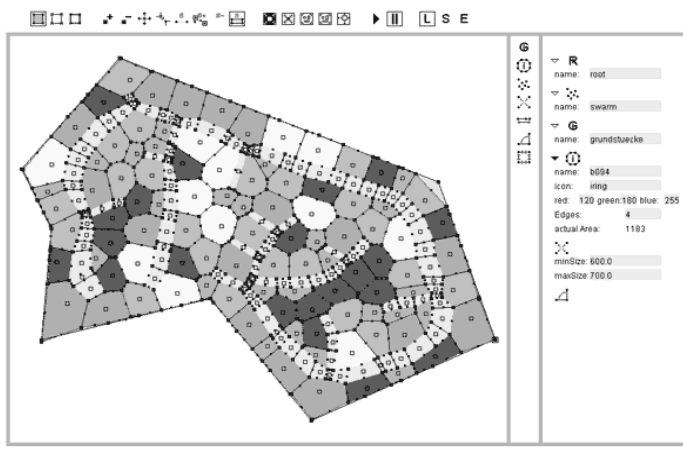 L S E
G
R
name: root
name: swarm
G
name: grundstuecke
name: b094
icon: iring
red: 120 green:180 blue: 255
Edges: 4
actual Area: 1183
minSize: 600.0
maxSize: 700.0